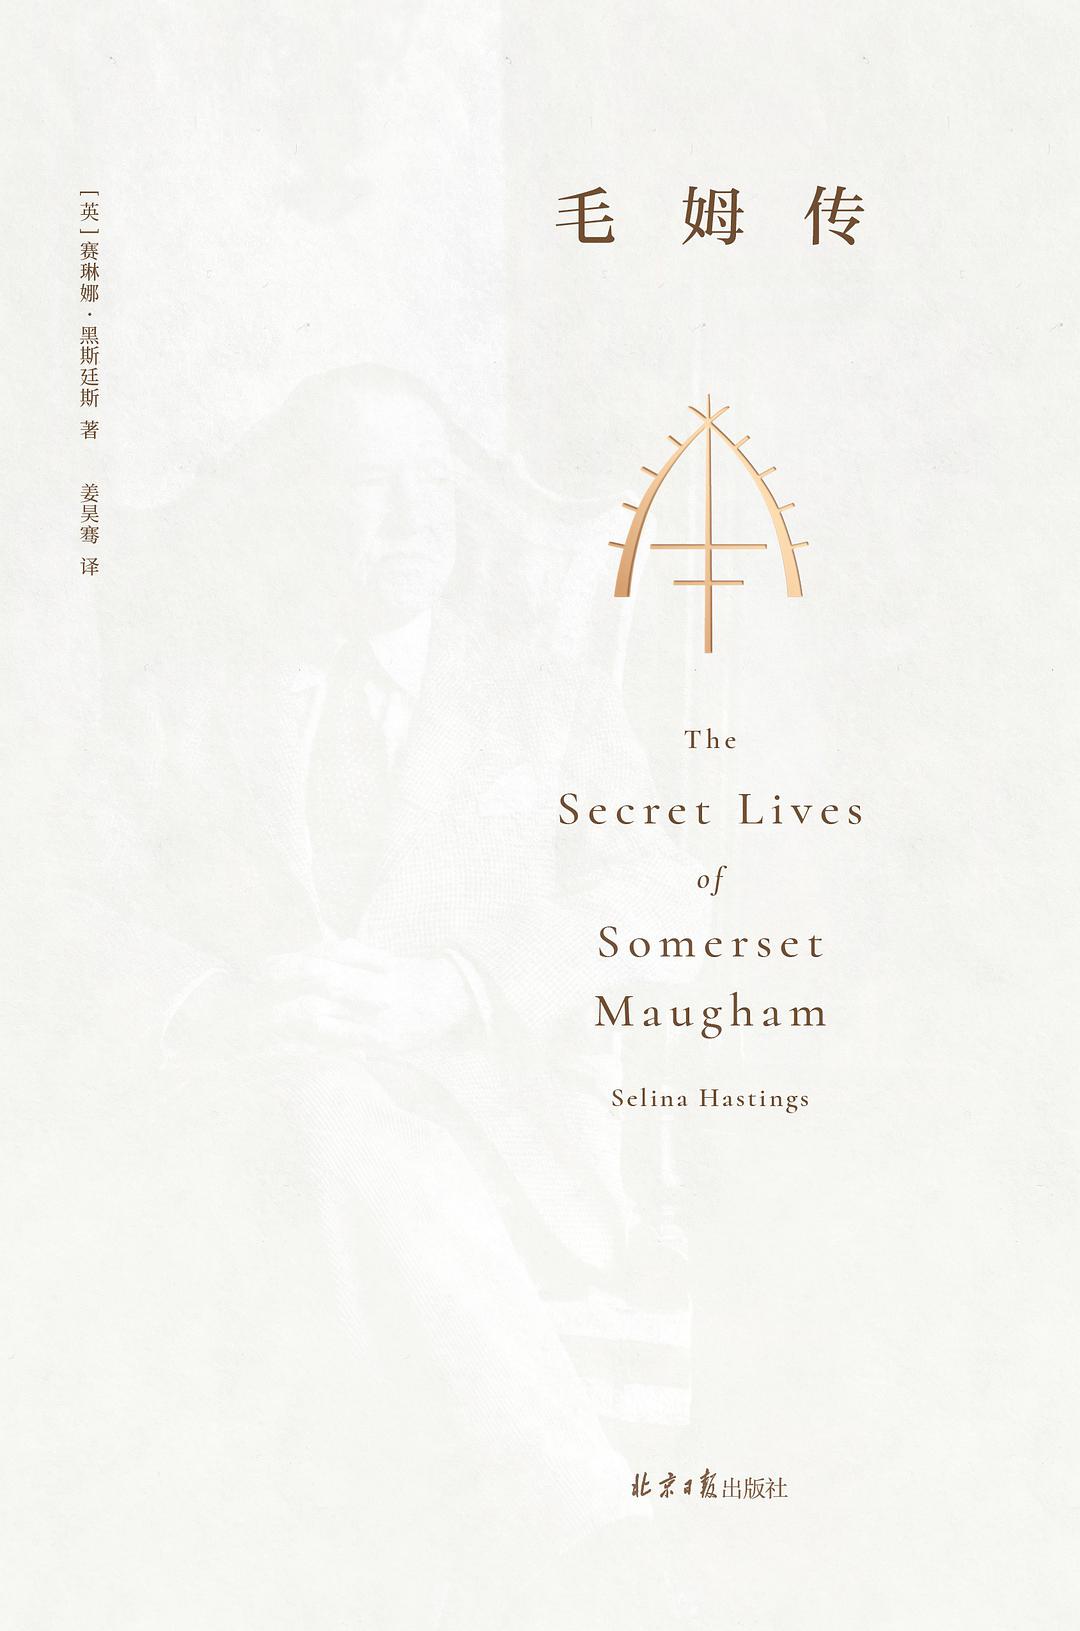 毛姆传
[英]赛琳娜·黑斯廷斯 著 姜昊骞 译
The
Secret Lives
of
Somerset
Maugham
Selina Hastings
北京日报出版社